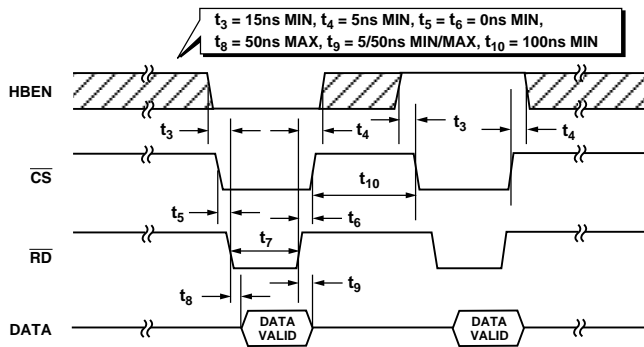 t3 = 15ns MIN, t4 = 5ns MIN, t5 = t6 = 0ns MIN,
t8 = 50ns MAX, t9 = 5/50ns MIN/MAX, t10 = 100ns MIN
HBEN
t3
t4
t3
t4
CS
t10
t5
t6
t7
RD
t8
t9
DATA
DATA
VALID
DATA
VALID